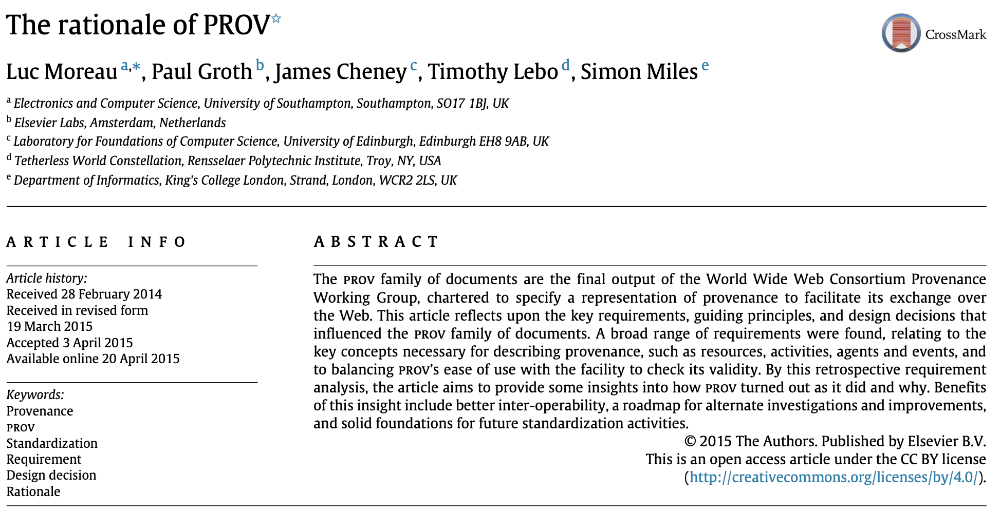 The rationale of PROV☆
CrossMark
Luc Moreau a,*, Paul Groth b, James Cheney c, Timothy Lebo d, Simon Miles e
a Electronics and Computer Science, University of Southampton, Southampton, SO17 1BJ, UK
b Elsevier Labs, Amsterdam, Netherlands
c Laboratory for Foundations of Computer Science, University of Edinburgh, Edinburgh EH8 9AB, UK
d Tetherless World Constellation, Rensselaer Polytechnic Institute, Troy, NY, USA
e Department of Informatics, King's College London, Strand, London, WCR2 2LS, UK
ARTICLE INFO
Article history:
Received 28 February 2014
Received in revised form
19 March 2015
Accepted 3 April 2015
Available online 20 April 2015
Keywords:
Provenance
PROV
Standardization
Requirement
Design decision
Rationale
ABSTRACT
The PROV family of documents are the final output of the World Wide Web Consortium Provenance
Working Group, chartered to specify a representation of provenance to facilitate its exchange over
the Web. This article reflects upon the key requirements, guiding principles, and design decisions that
influenced the PROV family of documents. A broad range of requirements were found, relating to the
key concepts necessary for describing provenance, such as resources, activities, agents and events, and
to balancing PROV's ease of use with the facility to check its validity. By this retrospective requirement
analysis, the article aims to provide some insights into how PROV turned out as it did and why. Benefits
of this insight include better inter-operability, a roadmap for alternate investigations and improvements,
and solid foundations for future standardization activities.
© 2015 The Authors. Published by Elsevier B.V.
This is an open access article under the CC BY license
(http://creativecommons.org/licenses/by/4.0/).